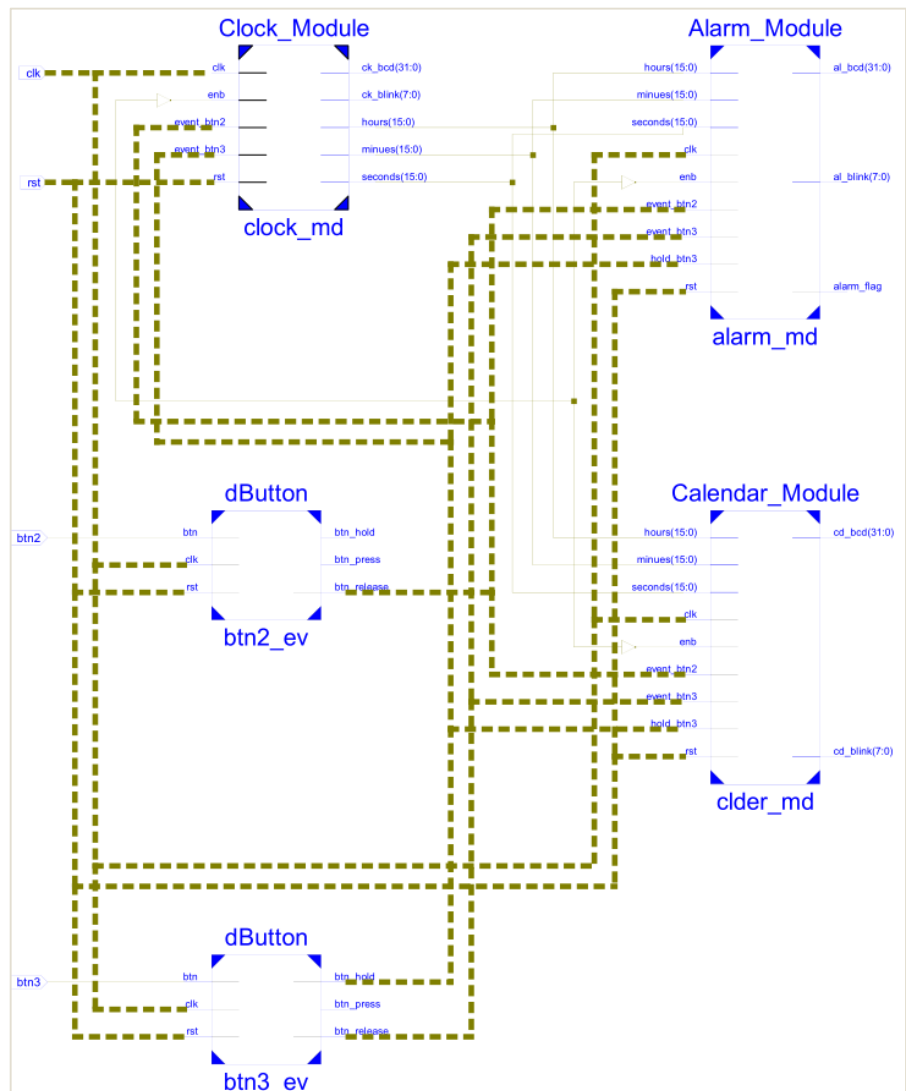 Clock_Module
clk
clk
enb
event_btn2
event_btn3
rst
rst
ck_bcd(31:0)
ck_blink(7:0)
hours(15:0)
minues(15:0)
seconds(15:0)
clock_md
Alarm_Module
hours(15:0)
minues(15:0)
seconds(15:0)
clk
enb
event_btn2
event_btn3
hold_btn3
rst
al_bcd(31:0)
al_blink(7:0)
alarm_flag
alarm_md
dButton
btn2
btn
clk
rst
btn_hold
btn_press
btn_release
btn2_ev
Calendar_Module
hours(15:0)
minues(15:0)
seconds(15:0)
clk
enb
event_btn2
event_btn3
hold_btn3
rst
cd_bcd(31:0)
cd_blink(7:0)
clder_md
dButton
btn3
btn
clk
rst
btn_hold
btn_press
btn_release
btn3_ev